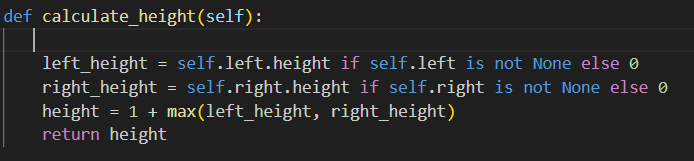 def calculate_height(self):
left_height = self.left.height if self.left is not None else 0
right_height = self.right.height if self.right is not None else 0
height = 1 + max(left_height, right_height)
return height